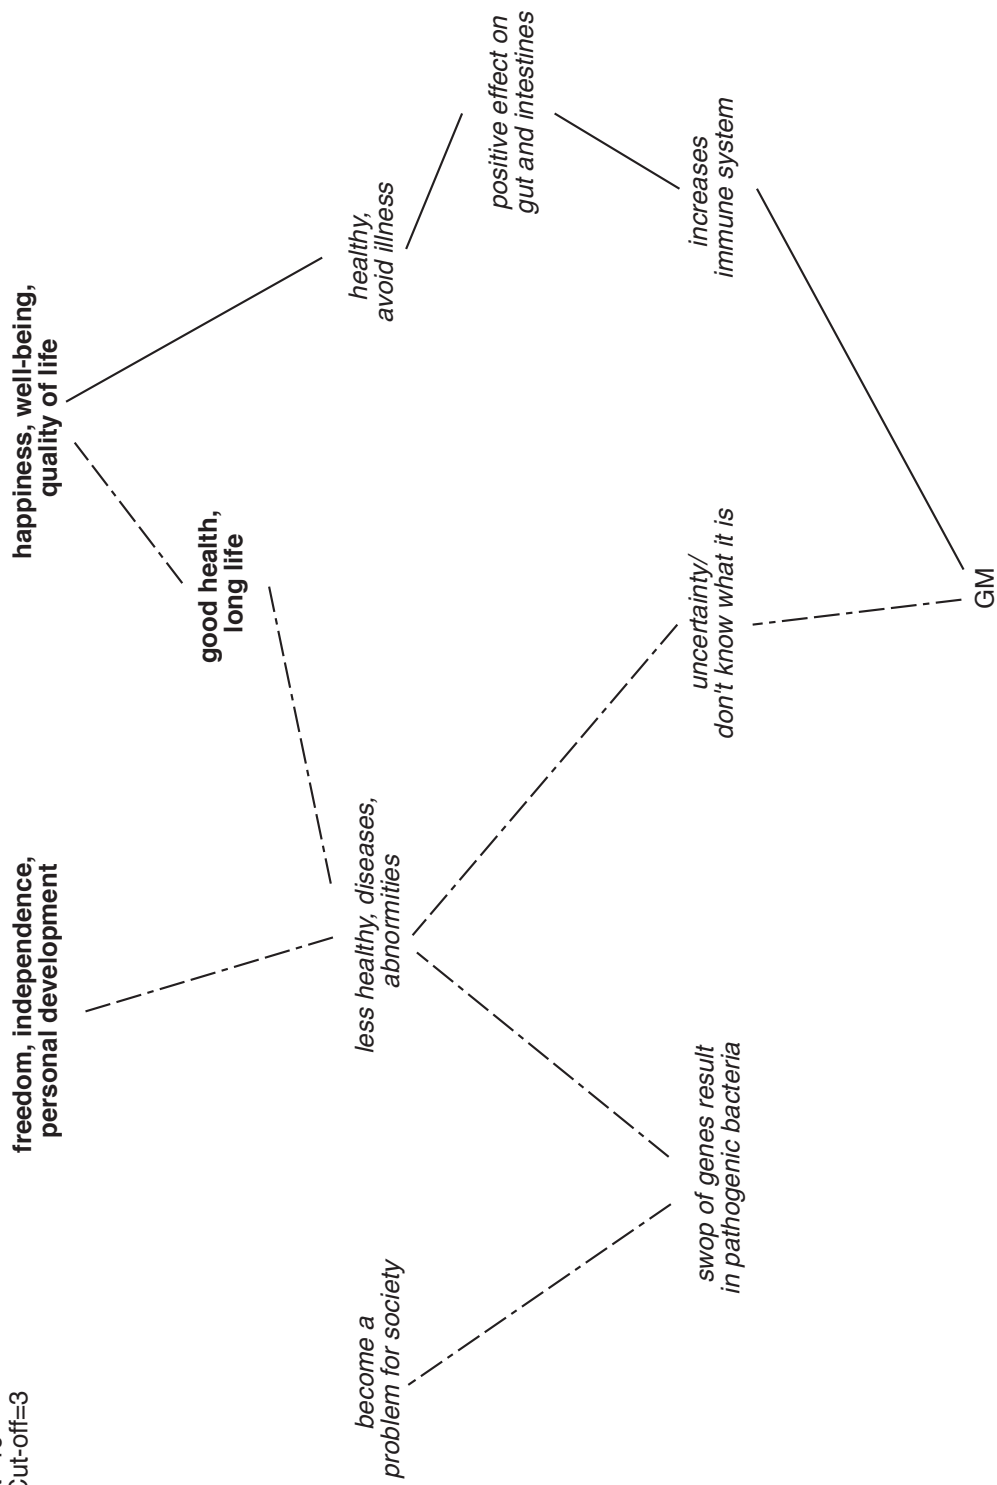 Cut-off=3
freedom, independence,
personal development
happiness, well-being,
quality of life
good health,
long life
become a
problem for society
less healthy, diseases,
abnormities
healthy,
avoid illness
positive effect on
gut and intestines
swop of genes result
in pathogenic bacteria
uncertainty/
don't know what it is
increases
immune system
GM